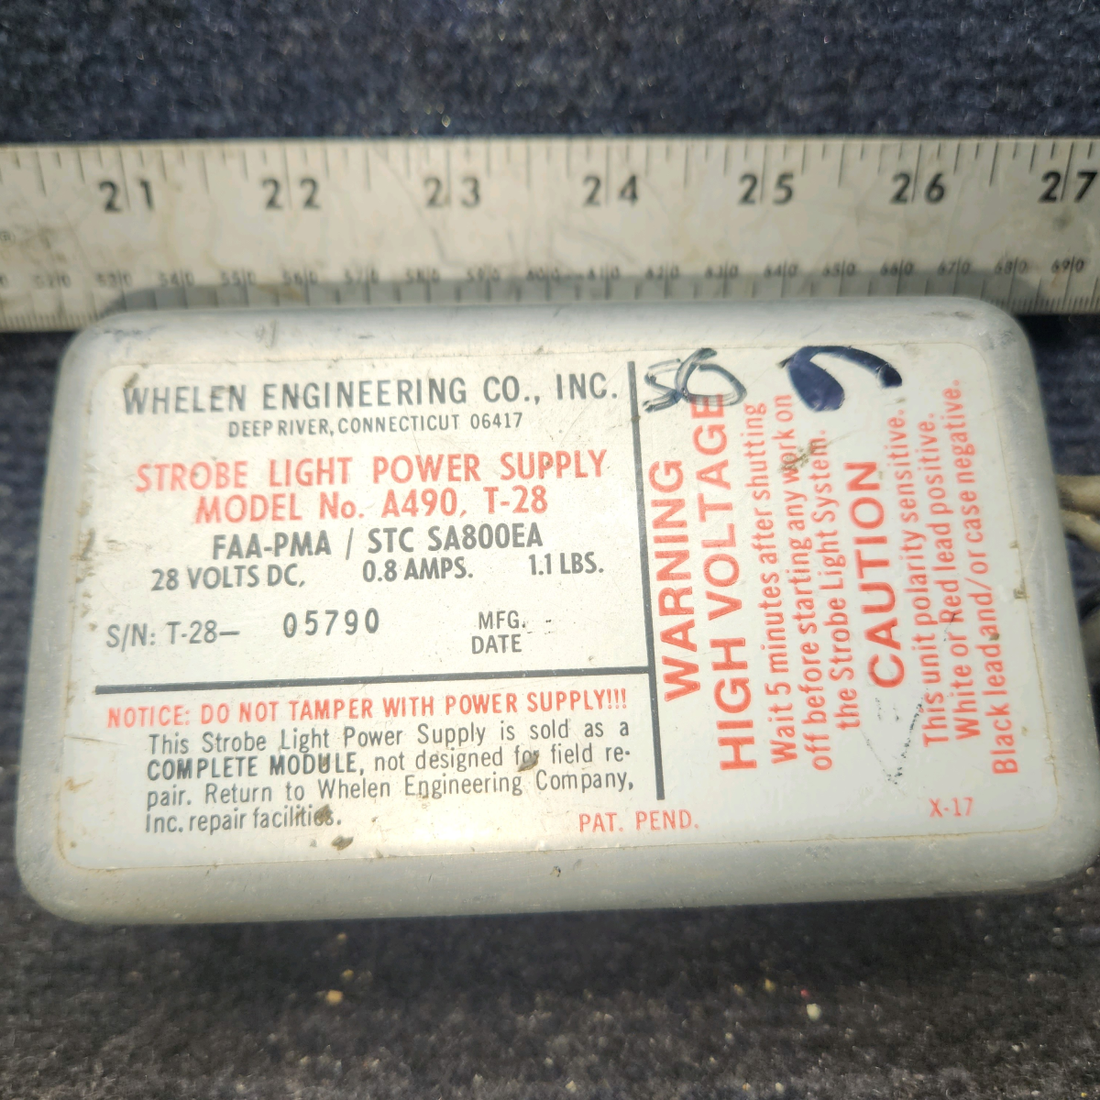 21 22 23 24 25 26 27
WHELEN ENGINEERING CO., INC.
DEEP RIVER, CONNECTICUT 06417
STROBE LIGHT POWER SUPPLY
MODEL No. A490, T-28
FAA-PMA / STC SA800EA
28 VOLTS DC, 0.8 AMPS. 1.1 LBS.
S/N: T-28— 05790 MFG.
DATE
NOTICE: DO NOT TAMPER WITH POWER SUPPLY!!!
This Strobe Light Power Supply is sold as a
COMPLETE MODULE, not designed for field re-
pair. Return to Whelen Engineering Company,
Inc. repair facilities.
PAT. PEND.
WARNING
HIGH VOLTAGE
Wait 5 minutes after shutting
off before starting any work on
the Strobe Light System.
CAUTION
This unit polarity sensitive.
White or Red lead positive.
Black lead and/or case negative.
X-17